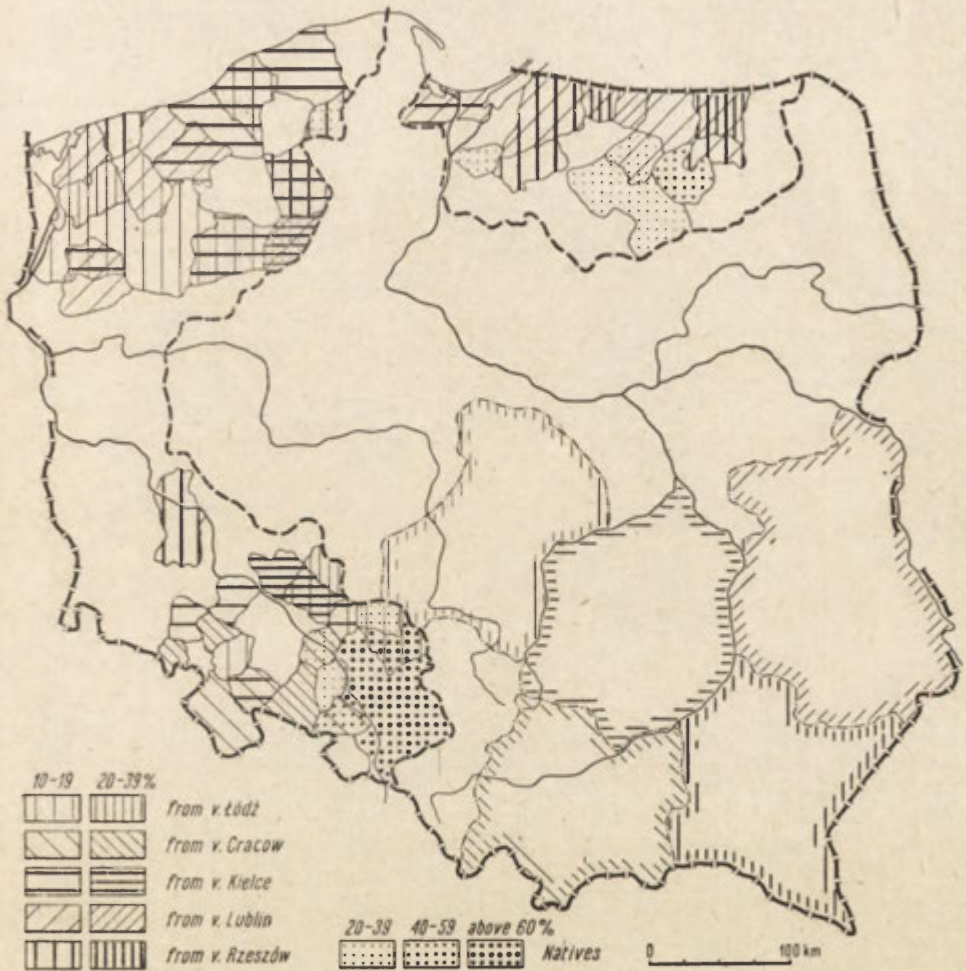 10-19 20-39%
from v. Łódź
from v. Cracow
from v. Kielce
from v. Lublin
from v. Rzeszów
20-39 40-59 above 60%
Natives
0 100 km